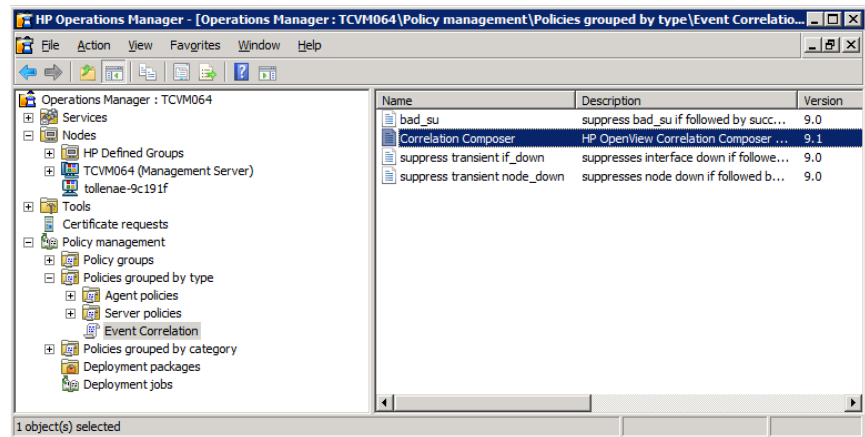 HP Operations Manager - [Operations Manager : TCVM064\Policy management\Policies grouped by type\Event Correlatio...
File Action View Favorites Window Help
Operations Manager : TCVM064
Services
Nodes
HP Defined Groups
TCVM064 (Management Server)
tollenae-9c191f
Tools
Certificate requests
Policy management
Policy groups
Policies grouped by type
Agent policies
Server policies
Event Correlation
Policies grouped by category
Deployment packages
Deployment jobs
Name Description Version
bad_su suppress bad_su if followed by succ... 9.0
Correlation Composer HP OpenView Correlation Composer ... 9.1
suppress transient if_down suppresses interface down if followe... 9.0
suppress transient node_down suppresses node down if followed b... 9.0
1 object(s) selected